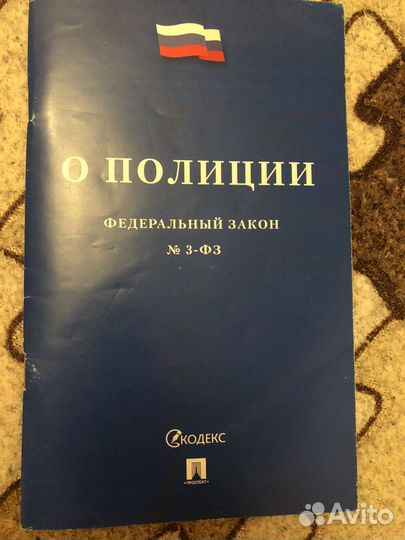 О ПОЛИЦИИ
ФЕДЕРАЛЬНЫЙ ЗАКОН
№ 3-ФЗ
КОДЕКС
•ПРОСПЕКТ•
Avito